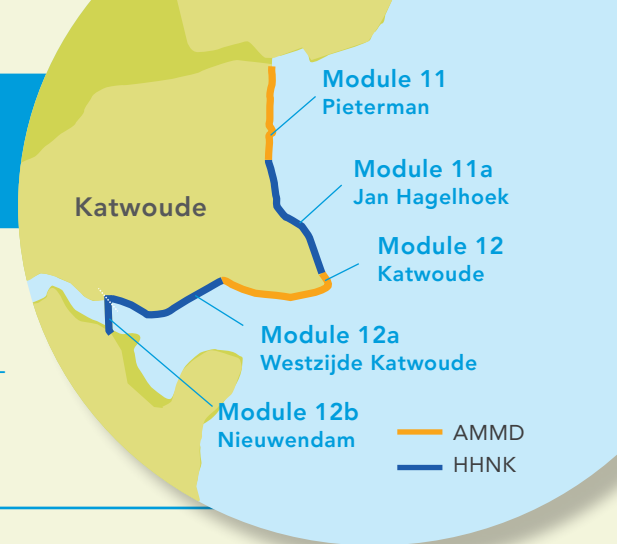 Module 11
Pieterman
Module 11a
Jan Hagelhoek
Katwoude
Module 12
Katwoude
Module 12a
Westzijde Katwoude
Module 12b
Nieuwendam
AMMD
HHNK